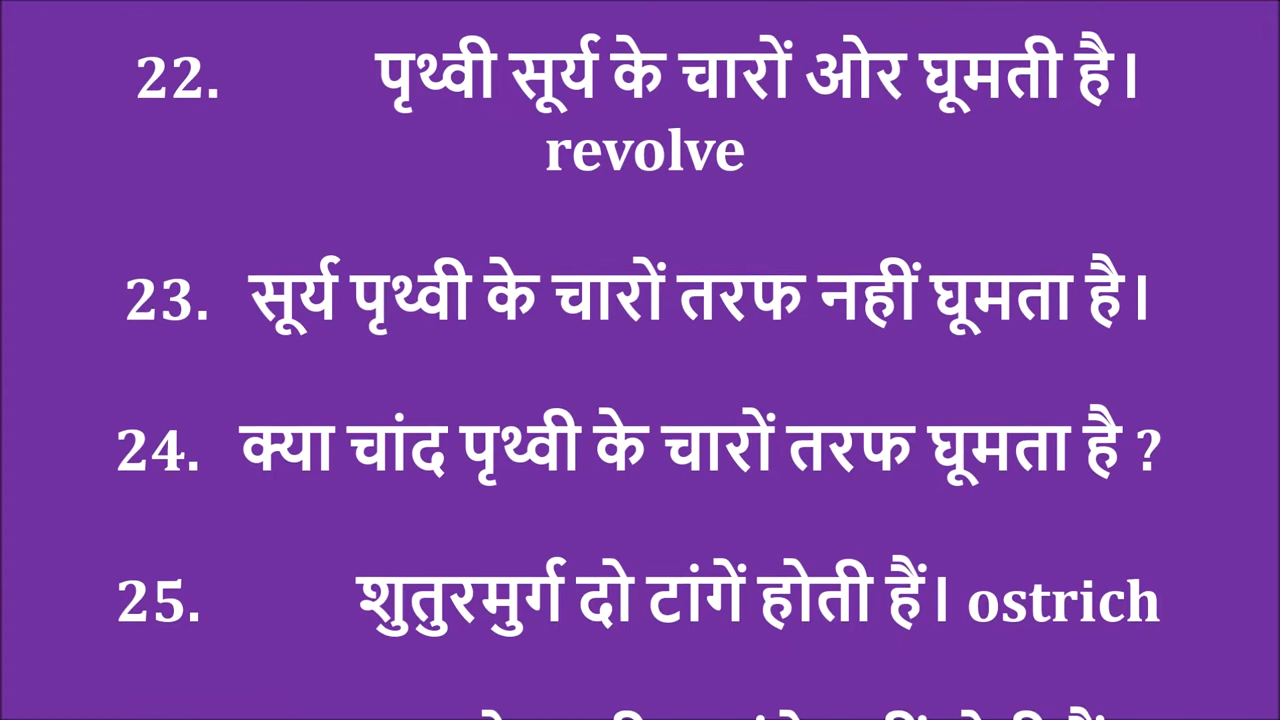 22. पृथ्वी सूर्य के चारों ओर घूमती है।
revolve
23. सूर्य पृथ्वी के चारों तरफ नहीं घूमता है।
24. क्या चांद पृथ्वी के चारों तरफ घूमता है ?
25. शुतुरमुर्ग दो टांगें होती हैं। ostrich